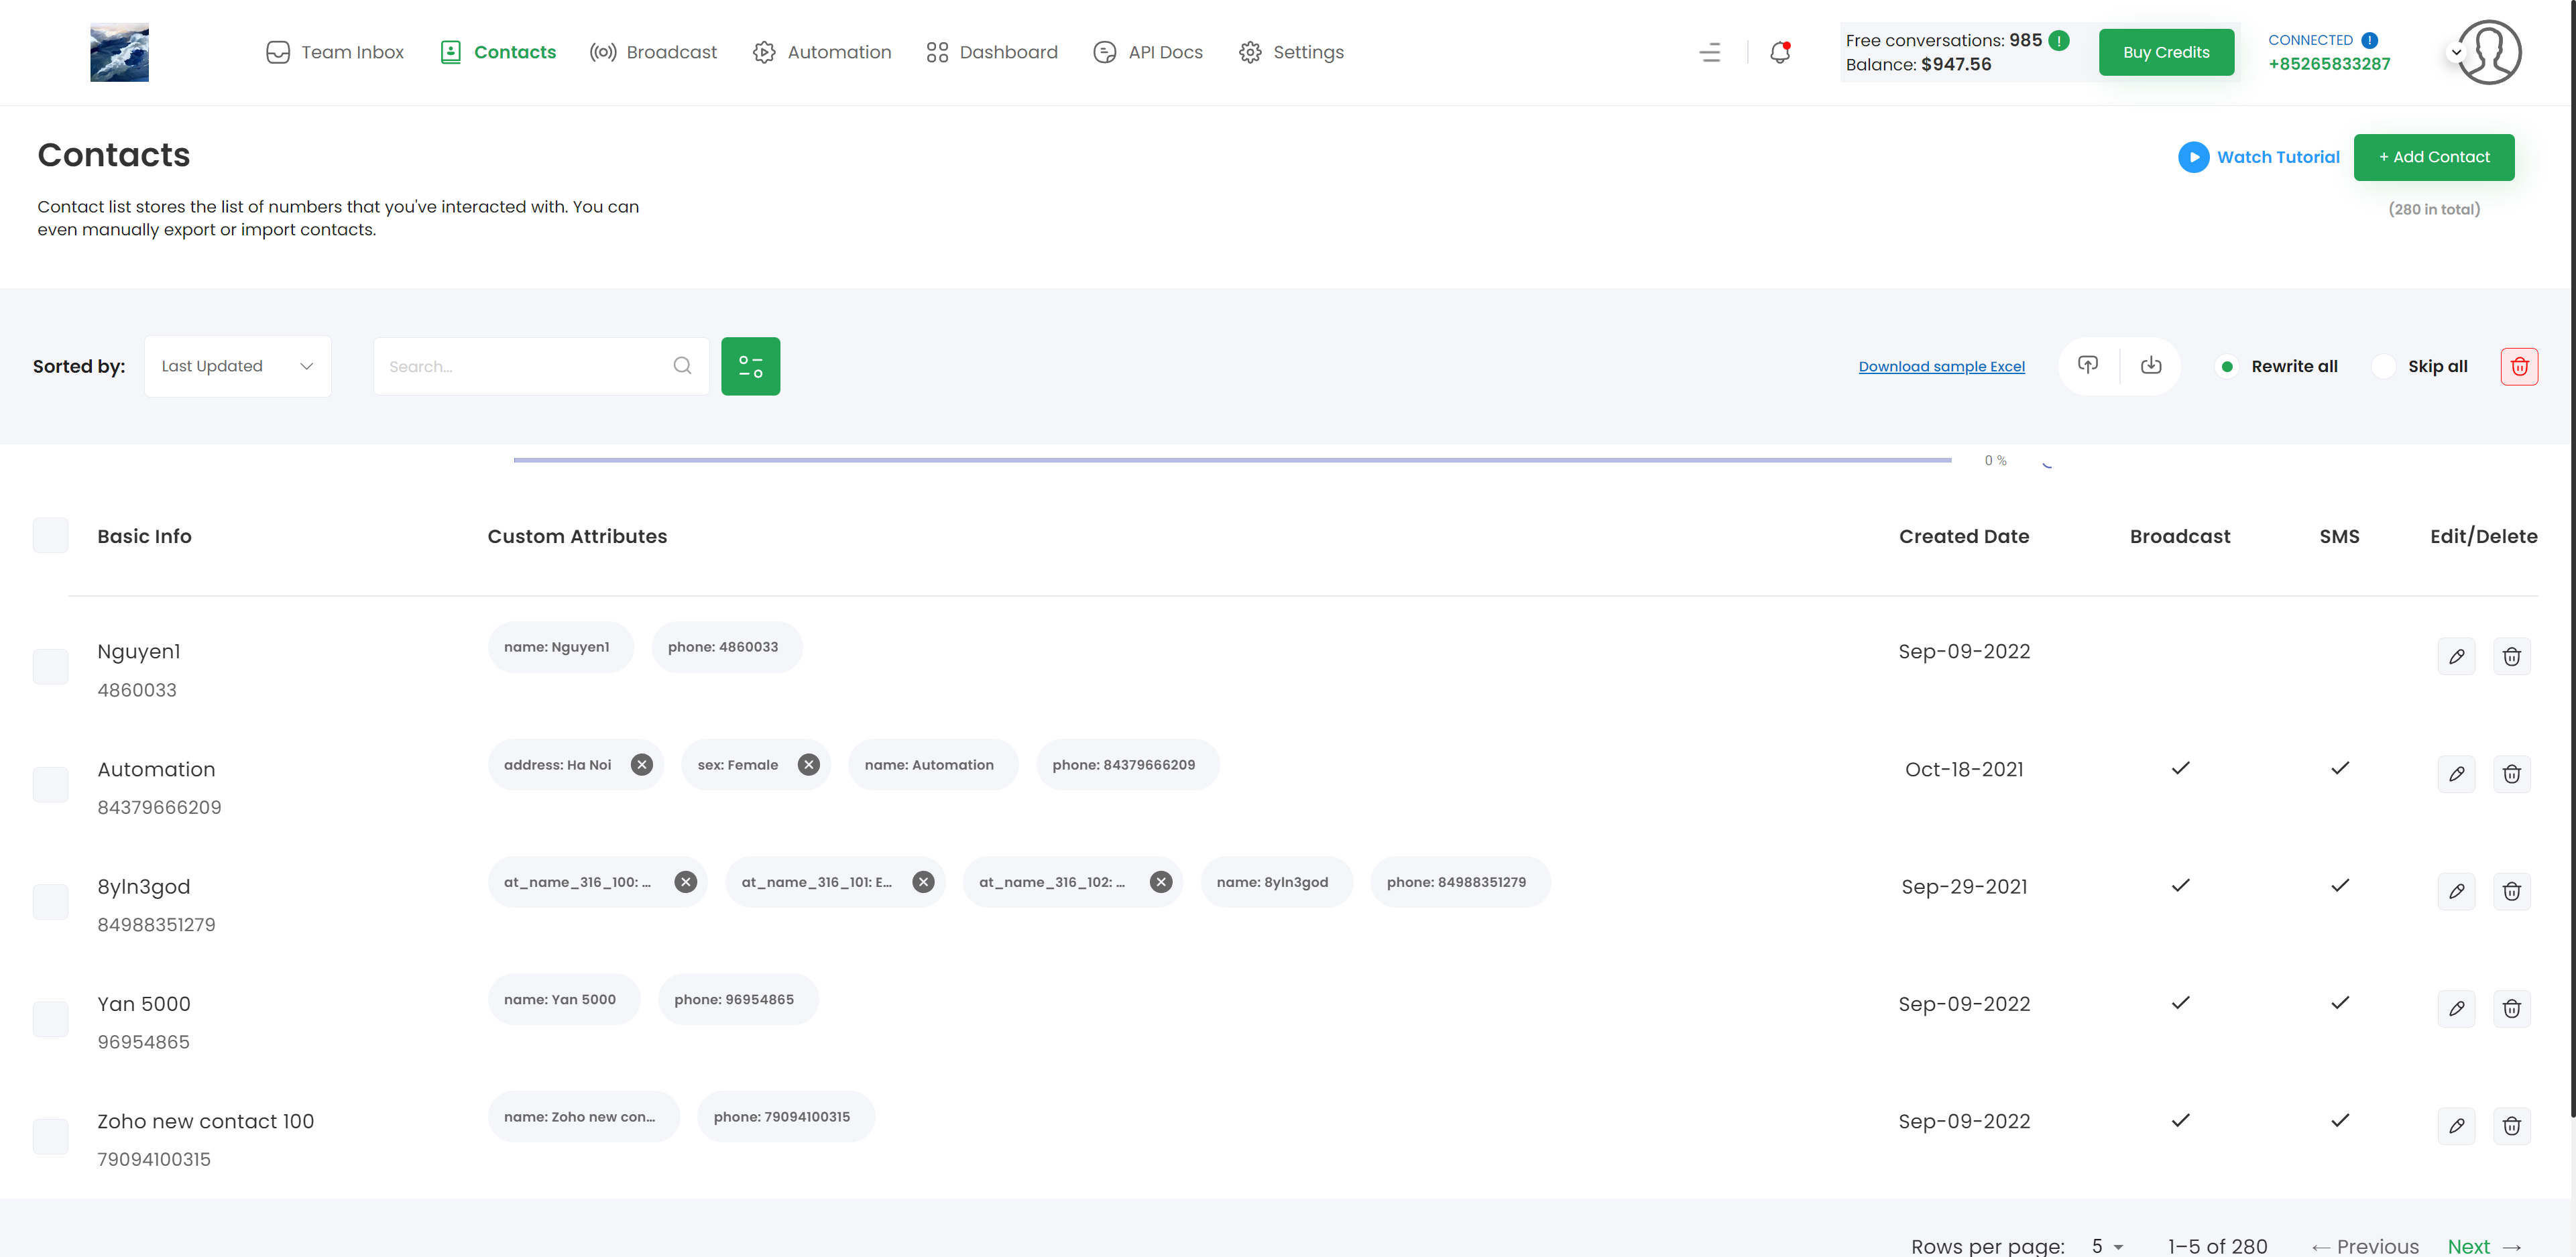 Team Inbox
Contacts
Broadcast
Automation
Dashboard
API Docs
Settings
Free conversations: 985
Balance: $947.56
Buy Credits
CONNECTED
+85265833287
Contacts
Watch Tutorial
+ Add Contact
Contact list stores the list of numbers that you've interacted with. You can
even manually export or import contacts.
(280 in total)
Sorted by:
Last Updated
Search...
Download sample Excel
Rewrite all
Skip all
0 %
Basic Info
Custom Attributes
Created Date
Broadcast
SMS
Edit/Delete
Nguyen1
4860033
name: Nguyen1
phone: 4860033
Sep-09-2022
Automation
84379666209
address: Ha Noi
sex: Female
name: Automation
phone: 84379666209
Oct-18-2021
8yln3god
84988351279
at_name_316_100: ...
at_name_316_101: E...
at_name_316_102: ...
name: 8yln3god
phone: 84988351279
Sep-29-2021
Yan 5000
96954865
name: Yan 5000
phone: 96954865
Sep-09-2022
Zoho new contact 100
79094100315
name: Zoho new con...
phone: 79094100315
Sep-09-2022
Rows per page:
5
1–5 of 280
← Previous
Next →